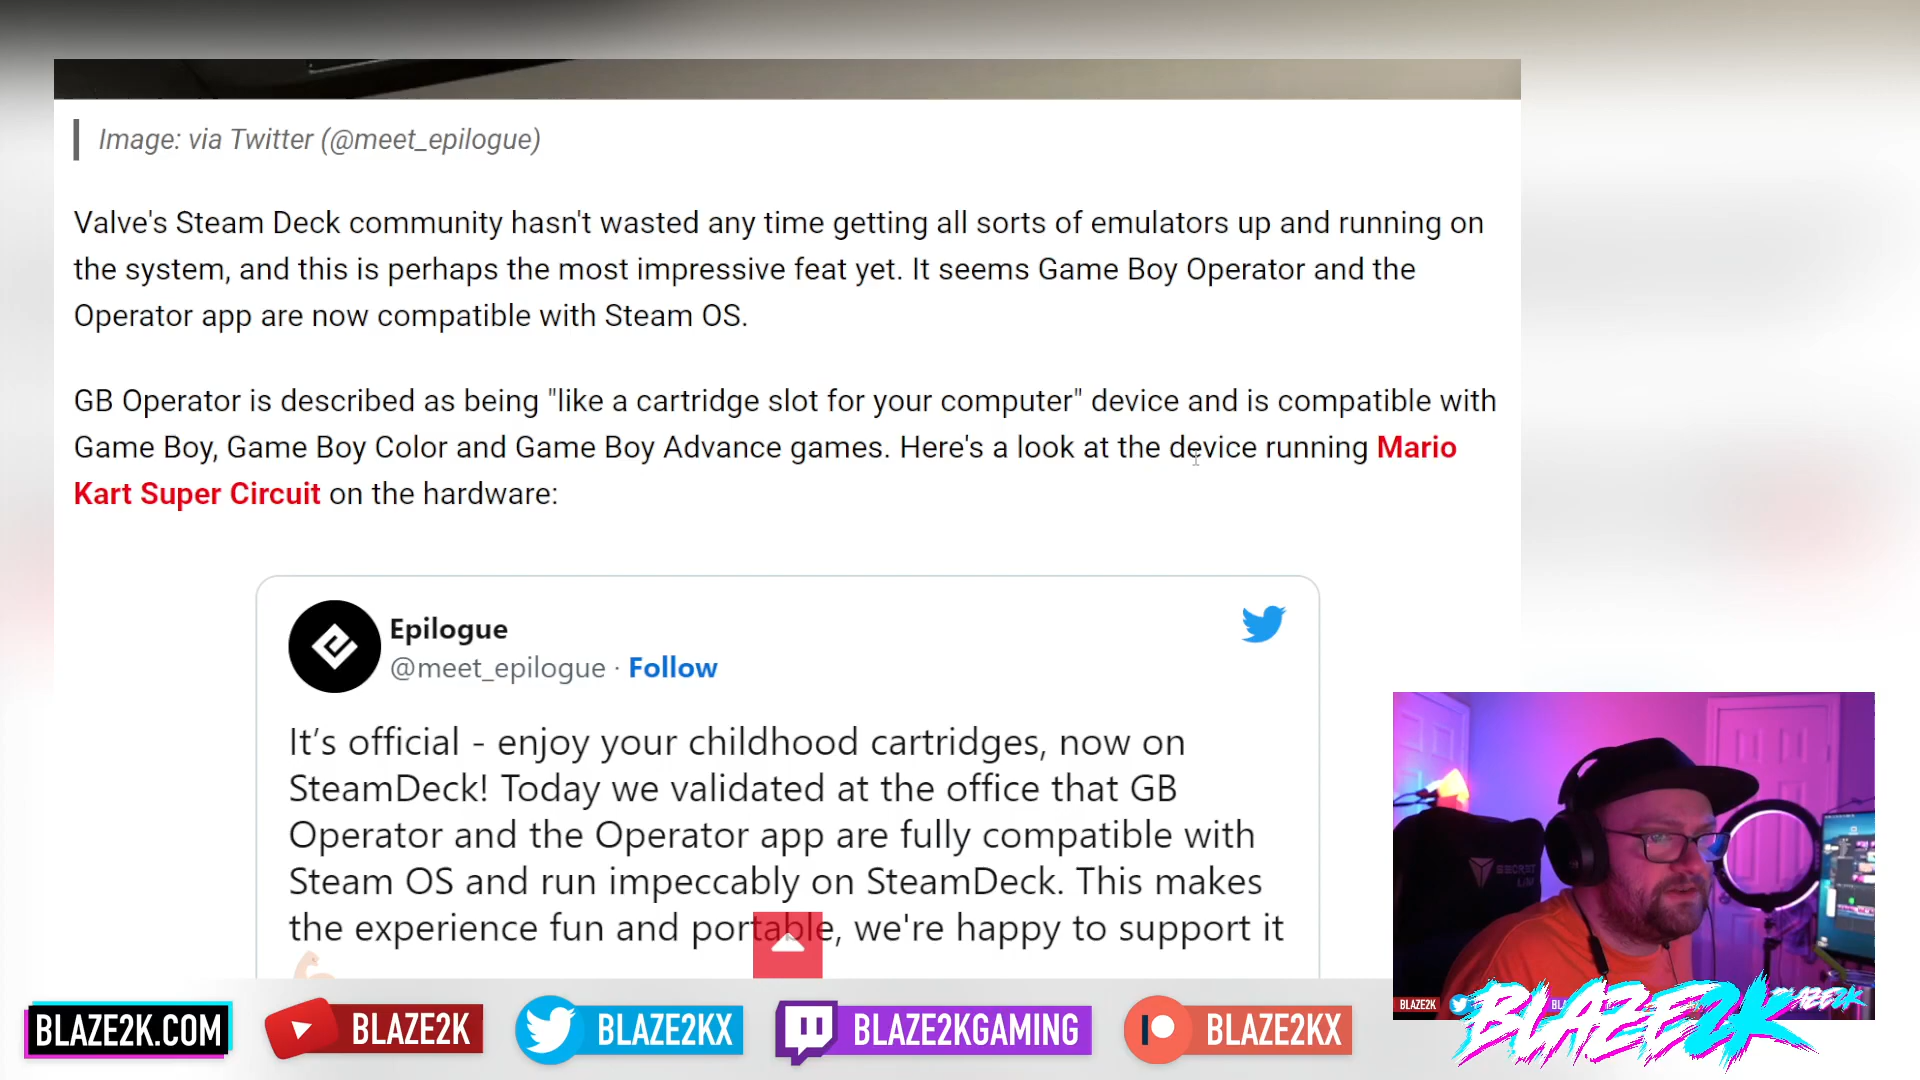 Image: via Twitter (@meet_epilogue)
Valve's Steam Deck community hasn't wasted any time getting all sorts of emulators up and running on
the system, and this is perhaps the most impressive feat yet. It seems Game Boy Operator and the
Operator app are now compatible with Steam OS.
GB Operator is described as being "like a cartridge slot for your computer" device and is compatible with
Game Boy, Game Boy Color and Game Boy Advance games. Here's a look at the device running Mario
Kart Super Circuit on the hardware:
Epilogue
@meet_epilogue · Follow
It’s official - enjoy your childhood cartridges, now on
SteamDeck! Today we validated at the office that GB
Operator and the Operator app are fully compatible with
Steam OS and run impeccably on SteamDeck. This makes
the experience fun and portable, we're happy to support it
SECRET
LAB
BLAZE2K
BLAZE2K
BLAZE2K.COM
BLAZE2K
BLAZE2KX
BLAZE2KGAMING
BLAZE2KX